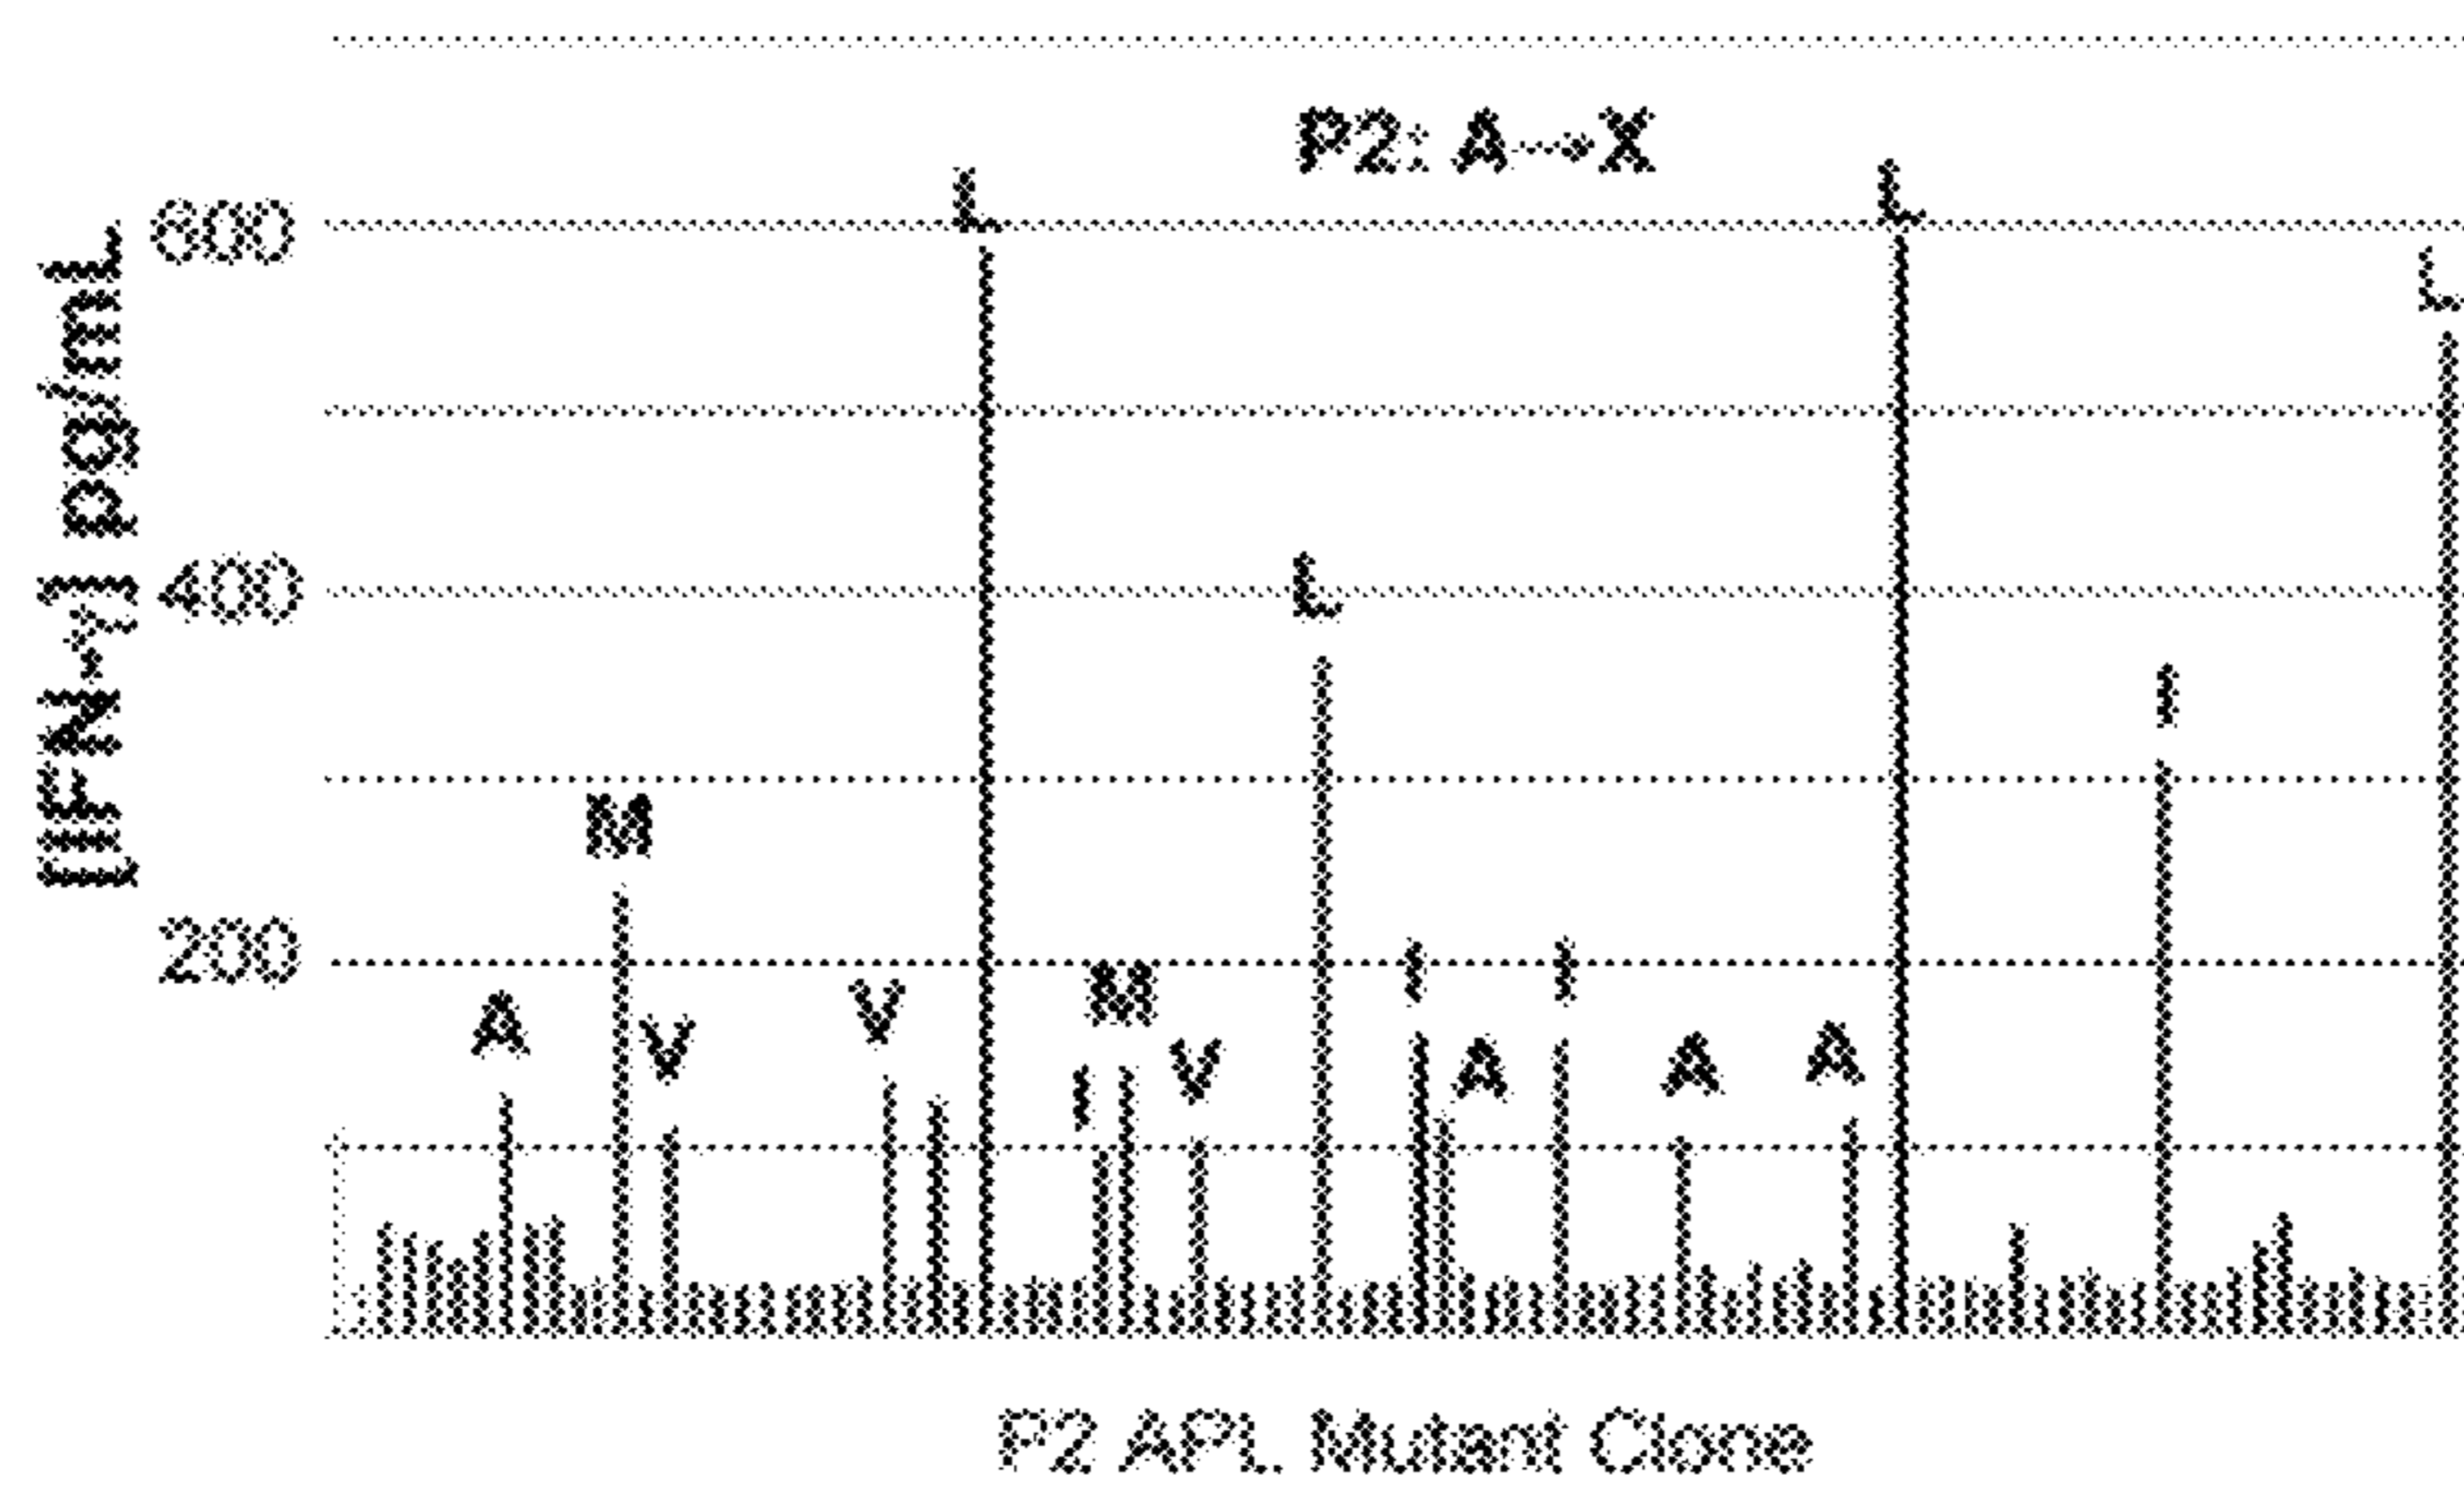 P2: A→X
L
L
600
L
[IFN-γ] pg/mL
L
400
I
M
200
I
I
M
V
A
A
V
V
A
A
I
P2 APL Mutant Clone